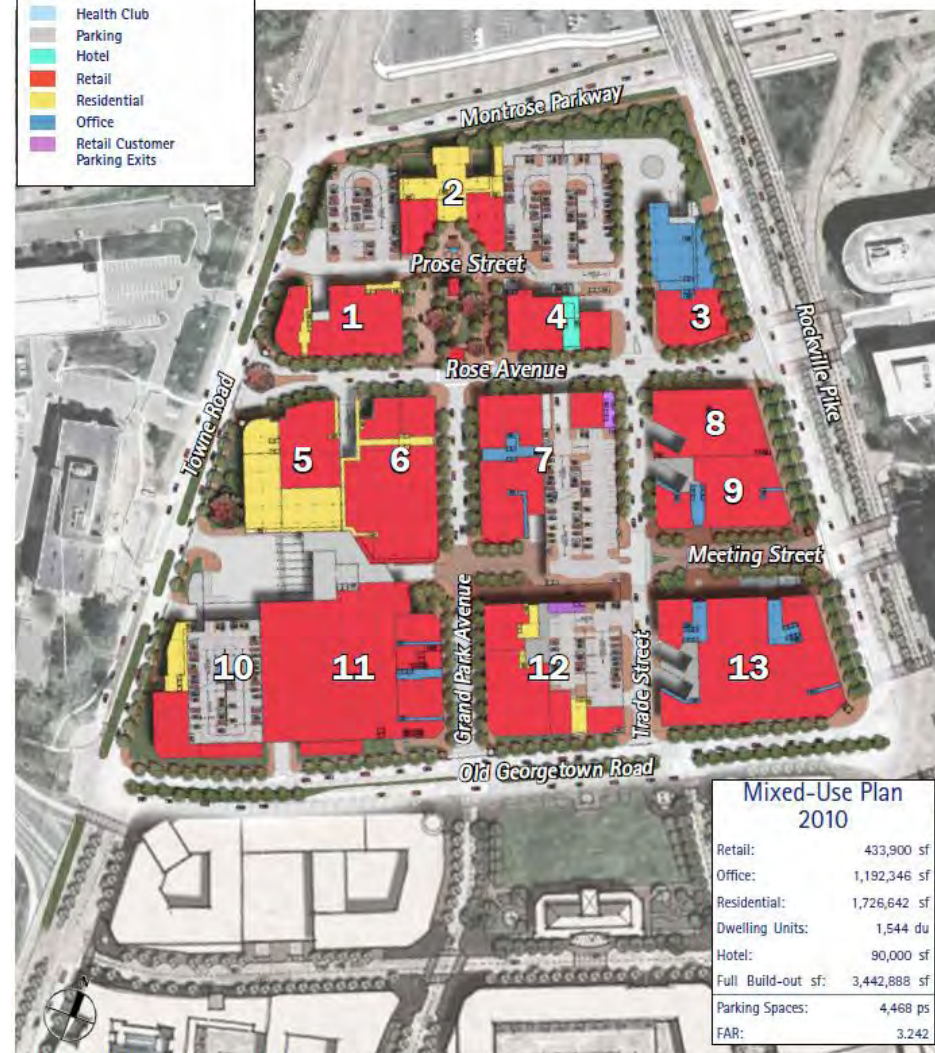 Health Club
Parking
Hotel
Retail
Residential
Office
Retail Customer
Parking Exits
Montrose Parkway
2
Prose Street
1
4
3
Rockville Pike
Rose Avenue
Towne Road
5
6
7
8
9
Meeting Street
Grand Park Avenue
Trade Street
10
11
12
13
Old Georgetown Road
Mixed-Use Plan
2010
Retail: 433,900 sf
Office: 1,192,346 sf
Residential: 1,726,642 sf
Dwelling Units: 1,544 du
Hotel: 90,000 sf
Full Build-out sf: 3,442,888 sf
Parking Spaces: 4,468 ps
FAR: 3.242